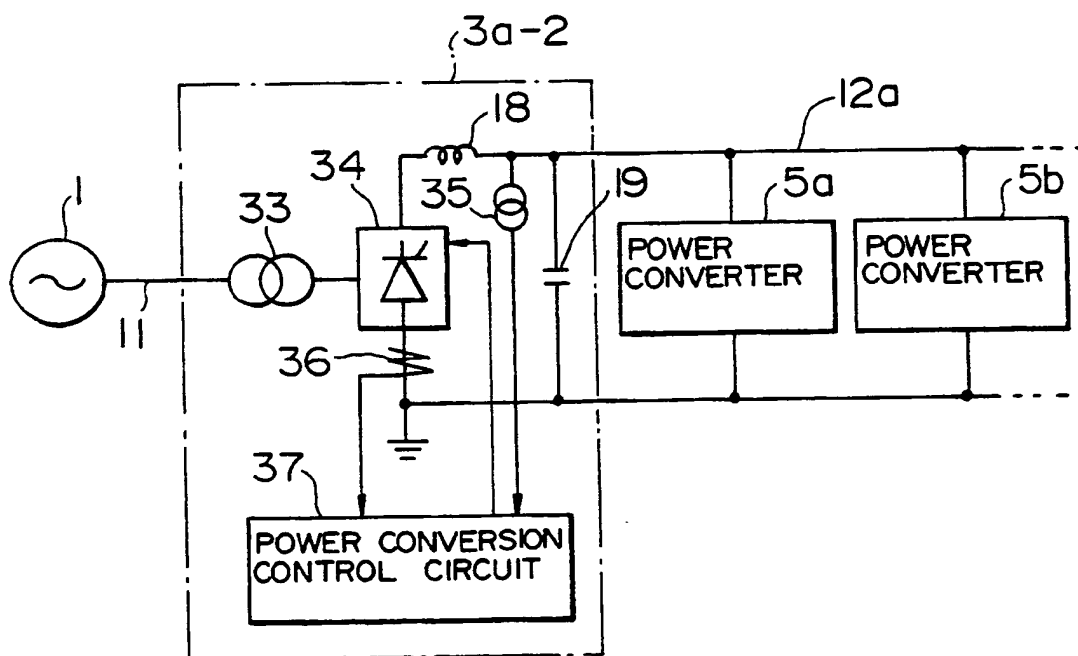 3a-2
18
12a
34
35
19
5a
5b
1
33
POWER
CONVERTER
POWER
CONVERTER
11
36
37
POWER CONVERSION
CONTROL CIRCUIT